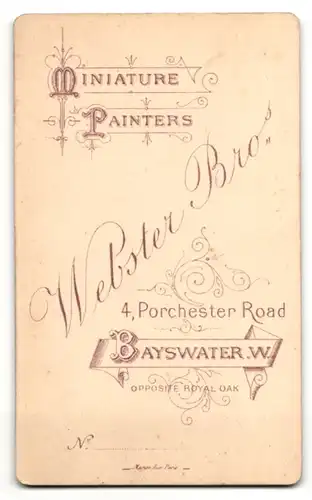 MINIATURE
PAINTERS
Webster Bros.
4, Porchester Road
BAYSWATER. W.
OPPOSITE ROYAL OAK
No